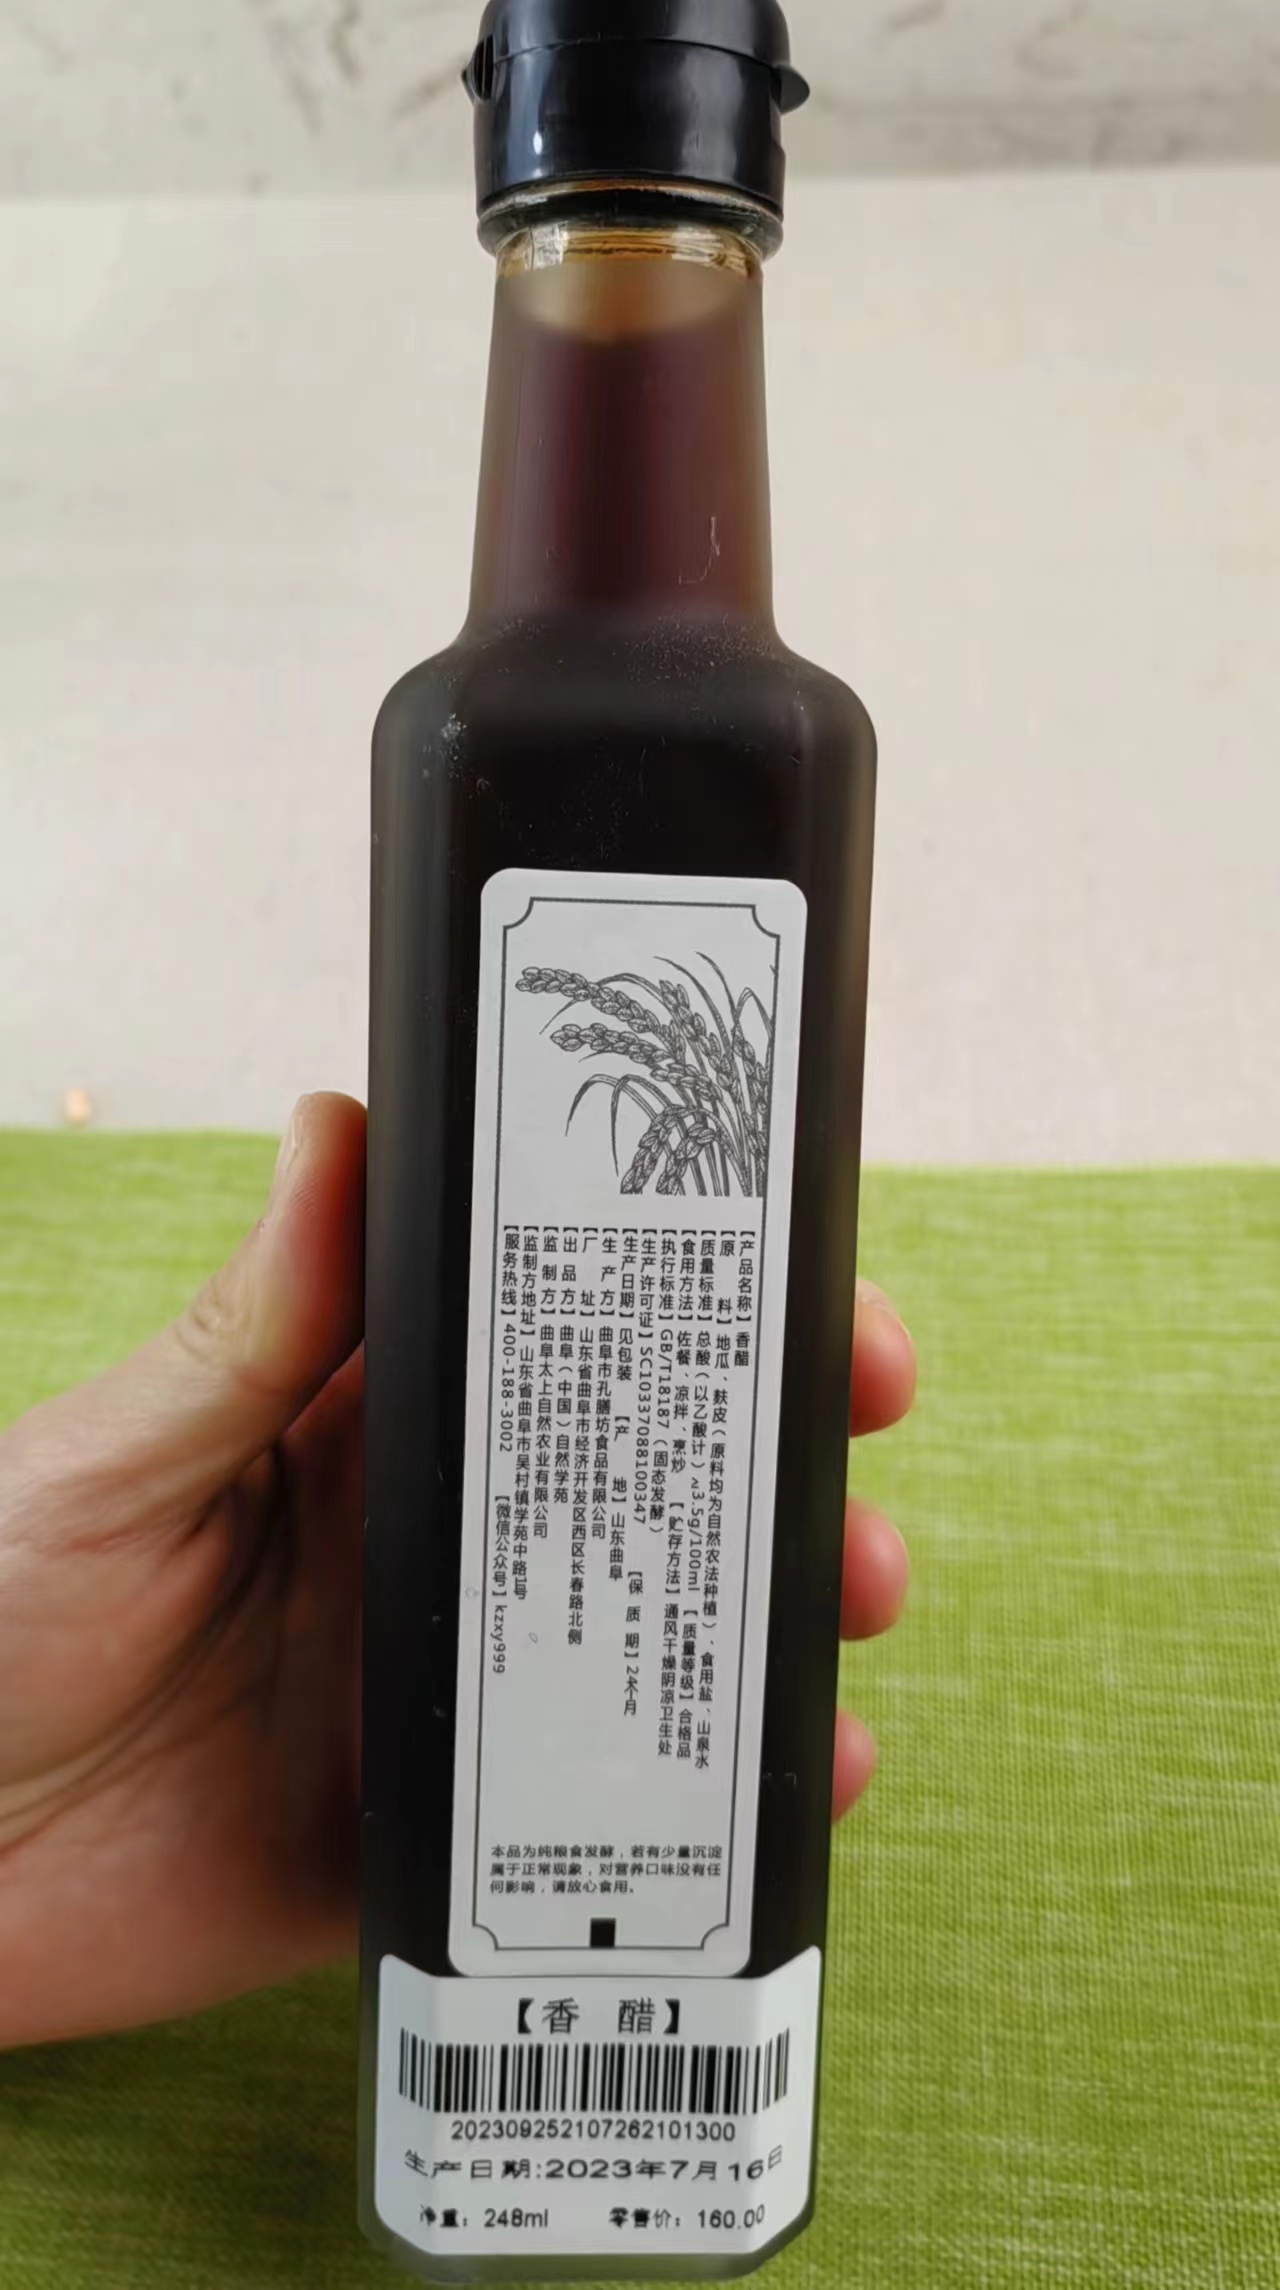 【产品名称】香醋
【原 料】地瓜、麸皮（原料均为自然农法种植）、食用盐、山泉水
【质量标准】总酸（以乙酸计）≥3.5g/100ml 【质量等级】合格品
【食用方法】佐餐、凉拌、烹炒 【贮存方法】通风干燥阴凉卫生处
【执行标准】GB/T18187（固态发酵）
【生产许可证】SC10337088100347 【保 质 期】
【生产日期】见包装 【产 地】山东曲阜
【生 产 方】曲阜市孔膳坊食品有限公司
【厂 址】山东省曲阜市经济开发区西区长春路北侧
【出 品 方】曲阜（中国）自然学苑
【监 制 方】曲阜太上自然农业有限公司
【监制方地址】山东省曲阜市吴村镇学苑中路1号
【服务热线】400-188-3002 【微信公众号】kzxy999
本品为纯粮食发酵，若有少量沉淀
属于正常现象，对营养口味没有任
何影响，请放心食用。
【香 醋】
2023092521072621013​00
生产日期:2023年7月16日
净重：248ml 零售价：160.00